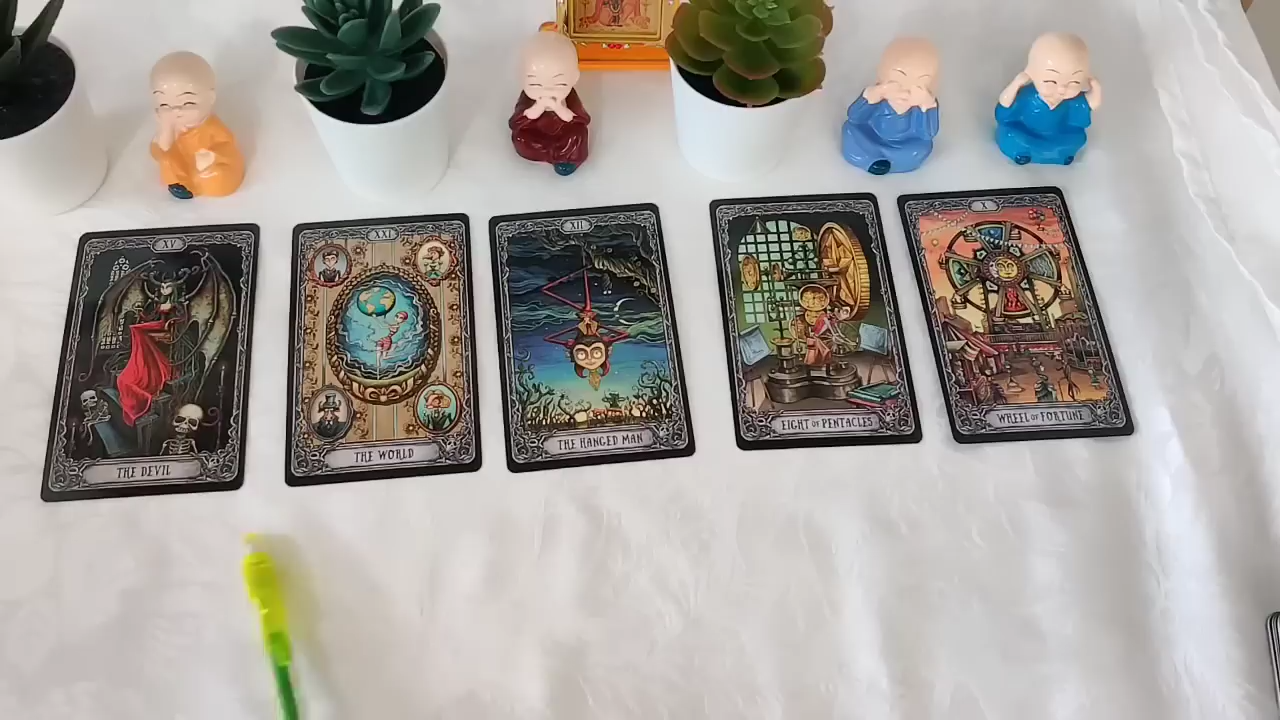 XV
THE DEVIL
XXI
THE WORLD
XII
THE HANGED MAN
EIGHT OF PENTACLES
X
WHEEL OF FORTUNE